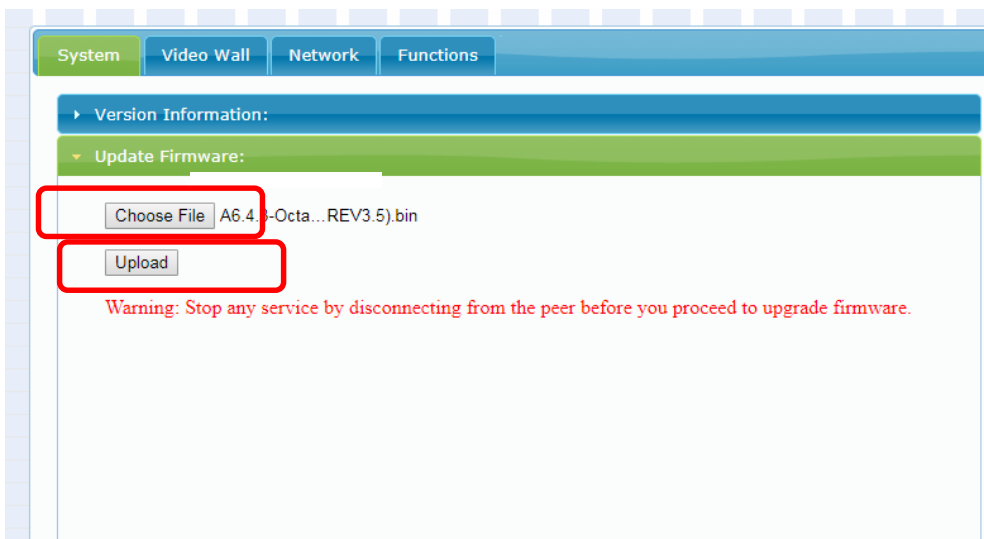 System Video Wall Network Functions
Version Information:
Update Firmware:
Choose File A6.4.3-Octa...REV3.5).bin
Upload
Warning: Stop any service by disconnecting from the peer before you proceed to upgrade firmware.